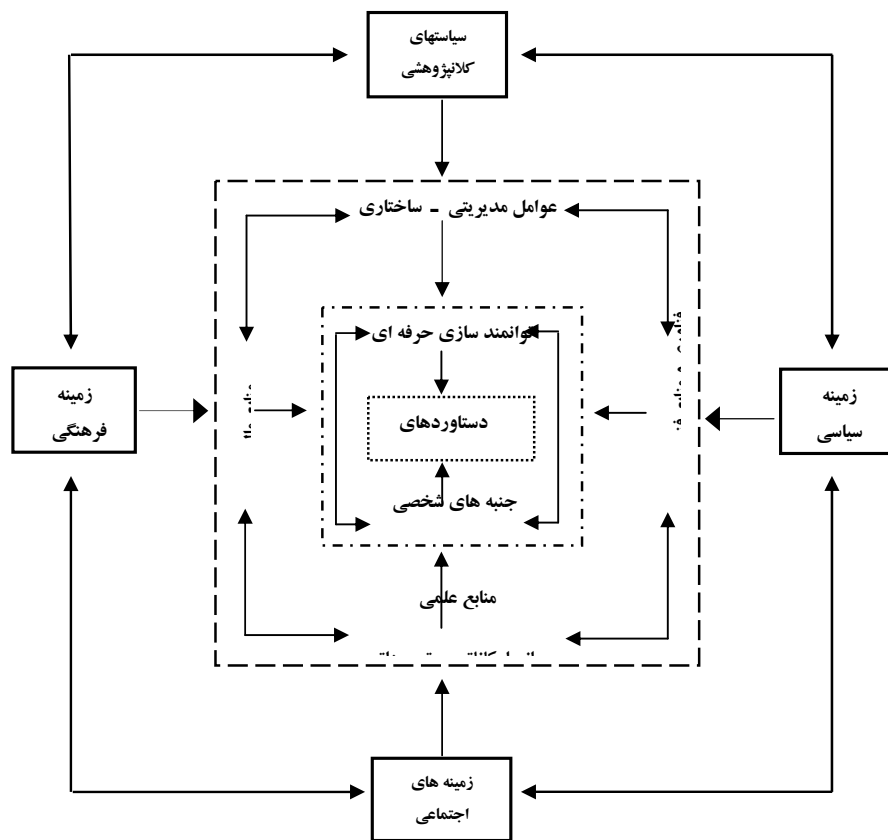 سیاستهای
کلانپژوهشی
عوامل مدیریتی - ساختاری
توانمند سازی حرفه ای
زمینه
فرهنگی
دستاوردهای
زمینه
سیاسی
جنبه های شخصی
منابع علمی
زمینه های
اجتماعی